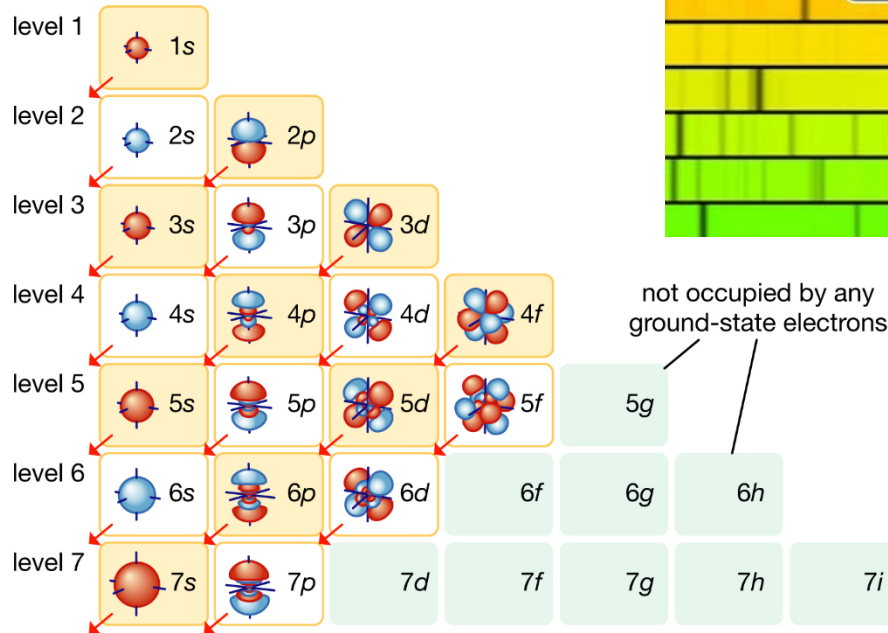 level 1
1s
level 2
2s 2p
level 3
3s 3p 3d
level 4
4s 4p 4d 4f
not occupied by any
ground-state electrons
level 5
5s 5p 5d 5f 5g
level 6
6s 6p 6d 6f 6g 6h
level 7
7s 7p 7d 7f 7g 7h 7i